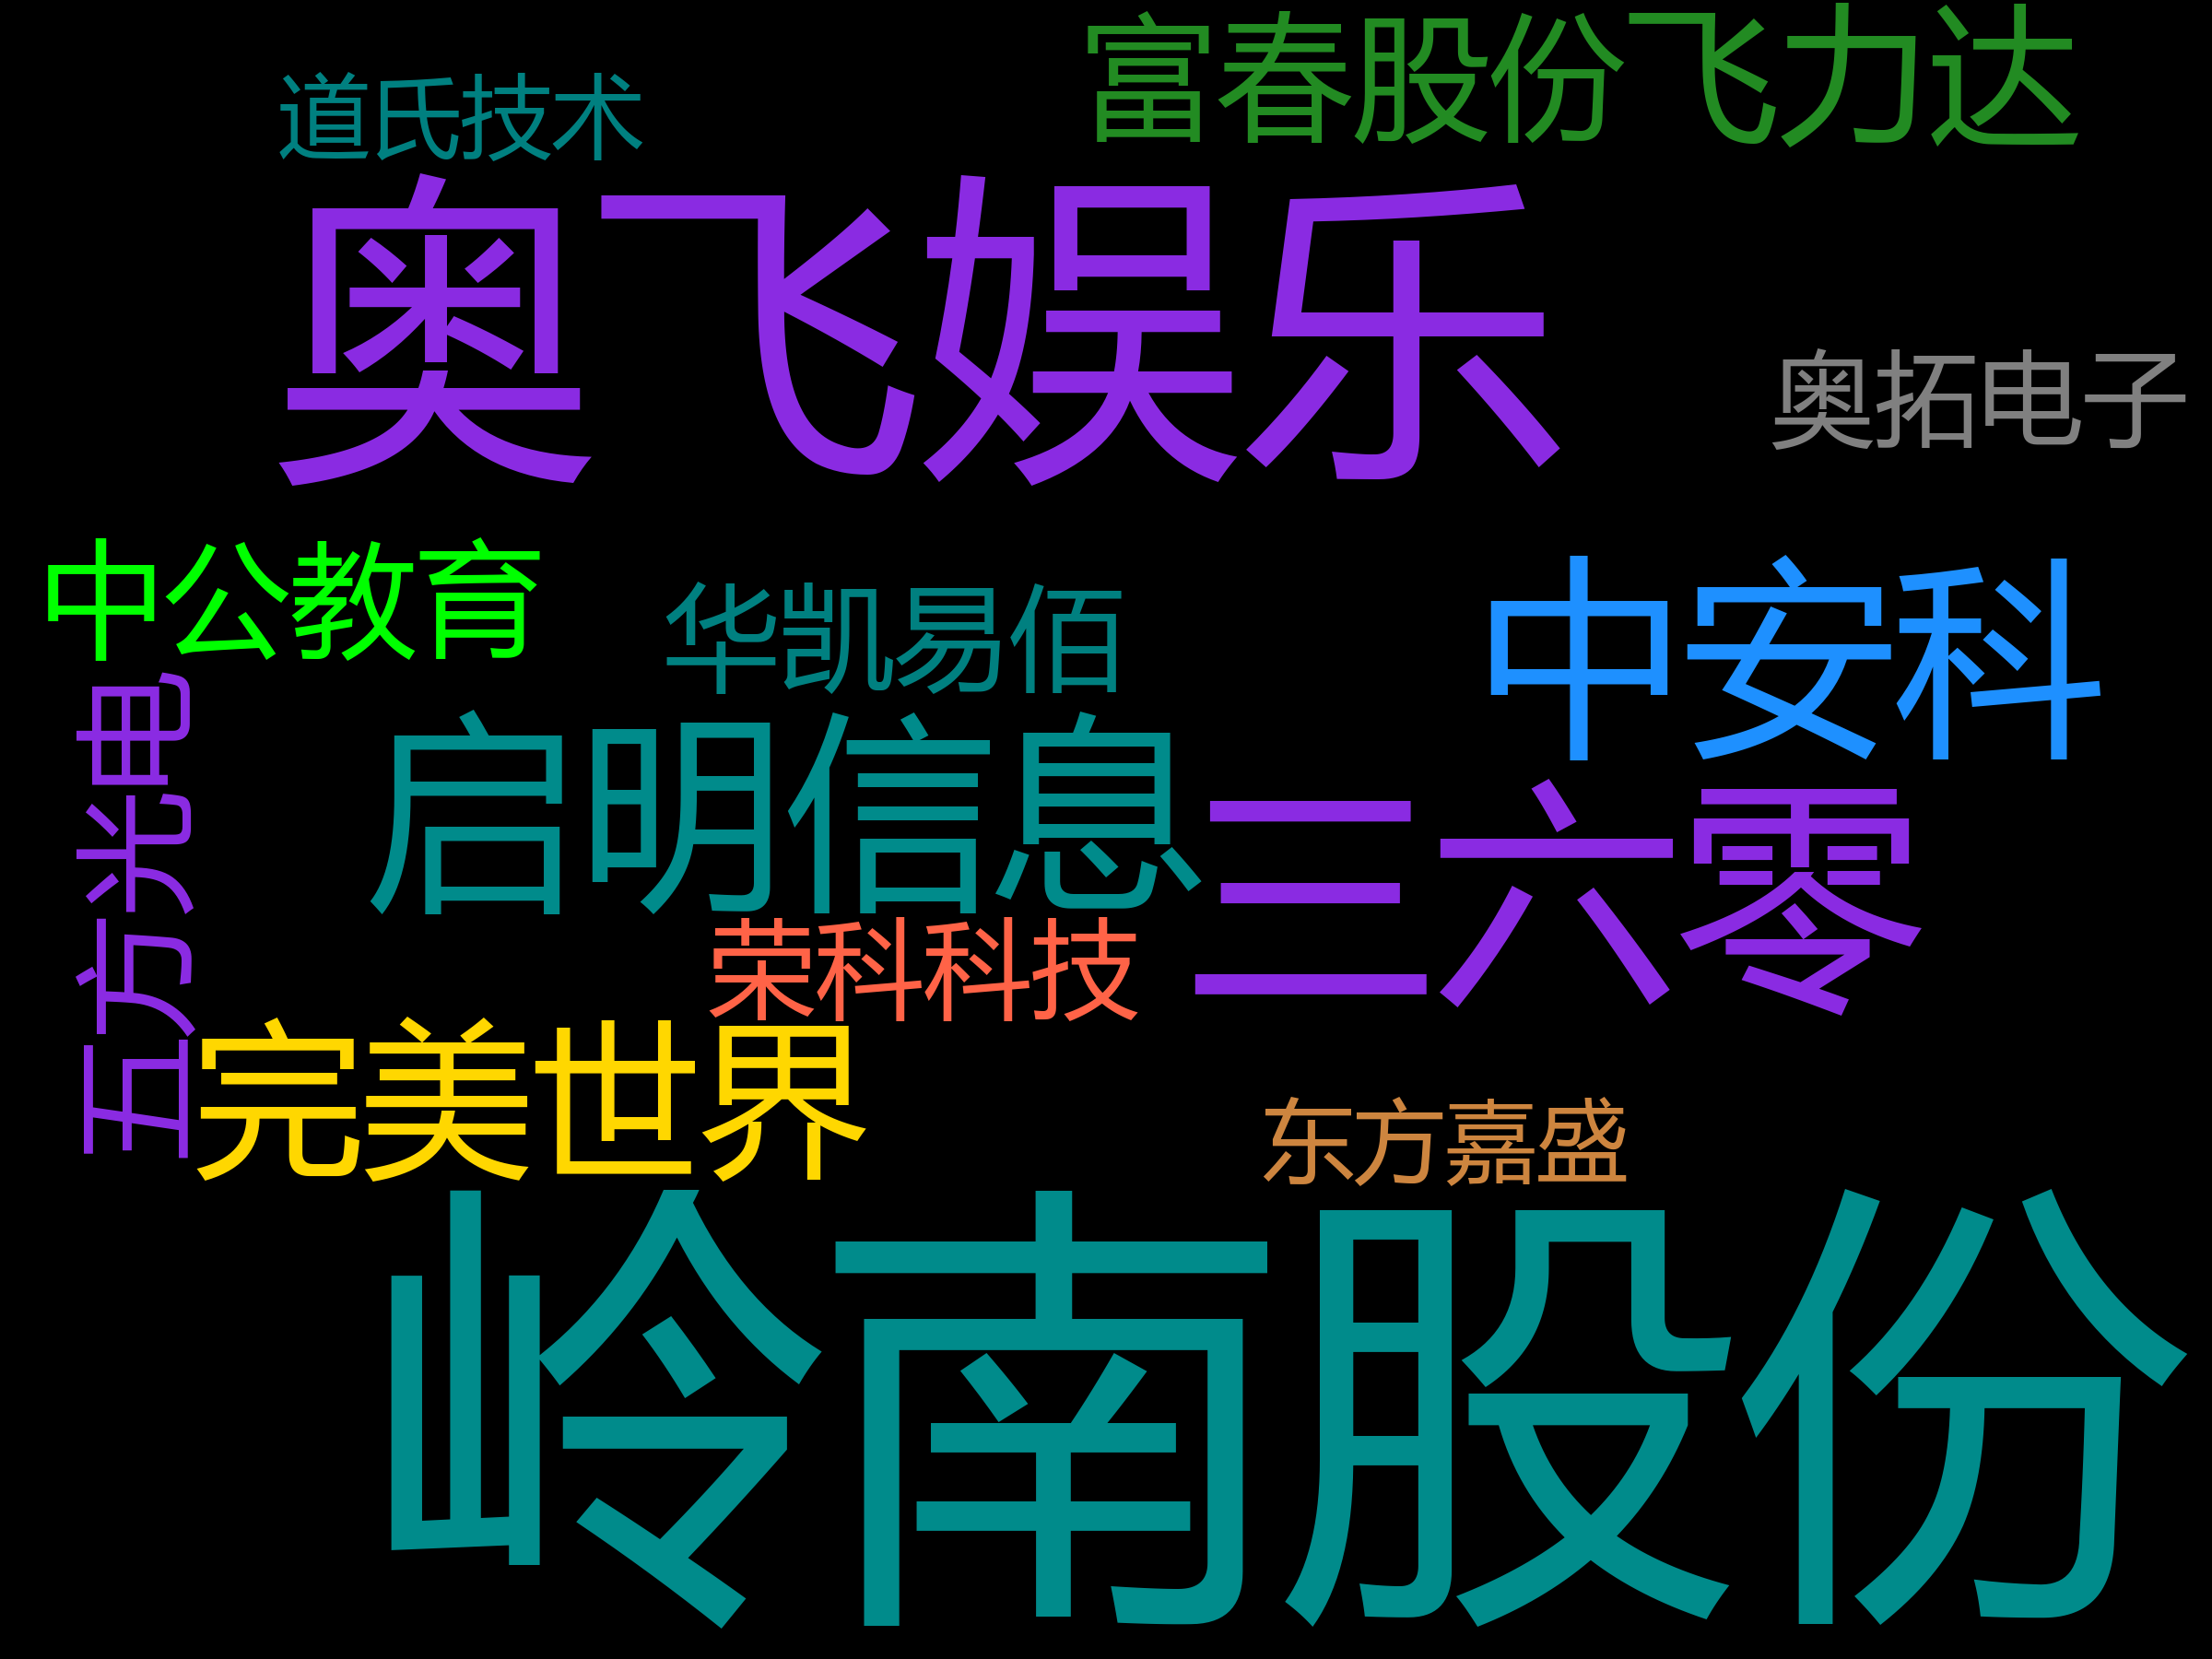 富春股份飞力达
道氏技术
奥飞娱乐
奥拓电子
中公教育
华凯易佰
中安科
启明信息
三六零
五方光电
荣科科技
完美世界
东方嘉盛
岭南股份